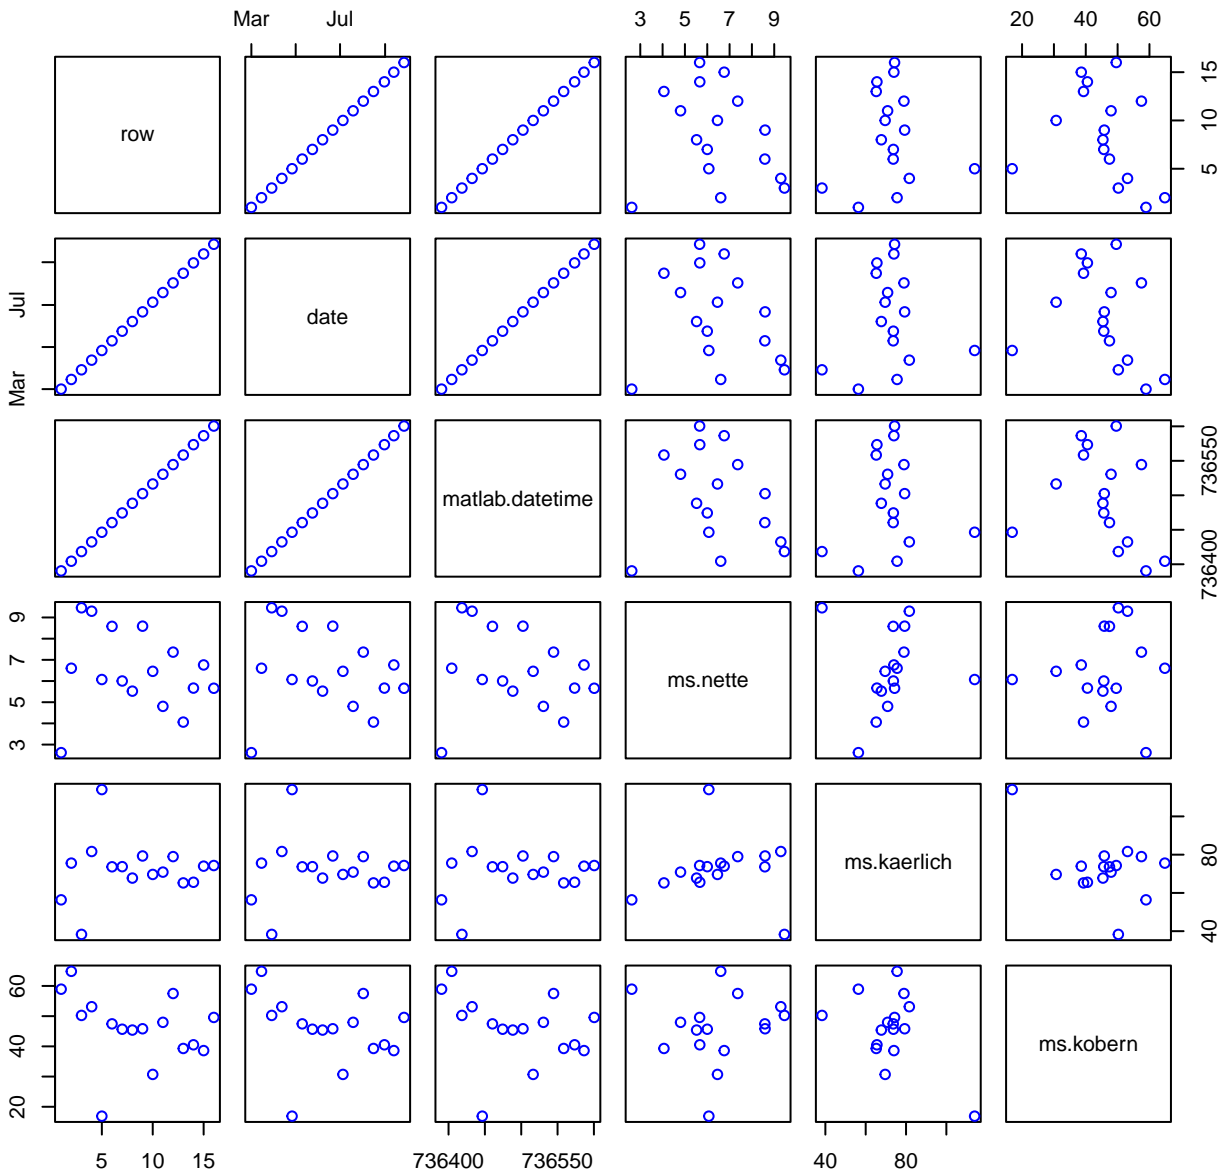 Mar Jul 3 5 7 9 20 40 60
row 5 10 15
Mar Jul date
matlab.datetime 736400 736550
3 5 7 9 ms.nette
ms.kaerlich 40 80
20 40 60 ms.kobern
5 10 15 736400 736550 40 80